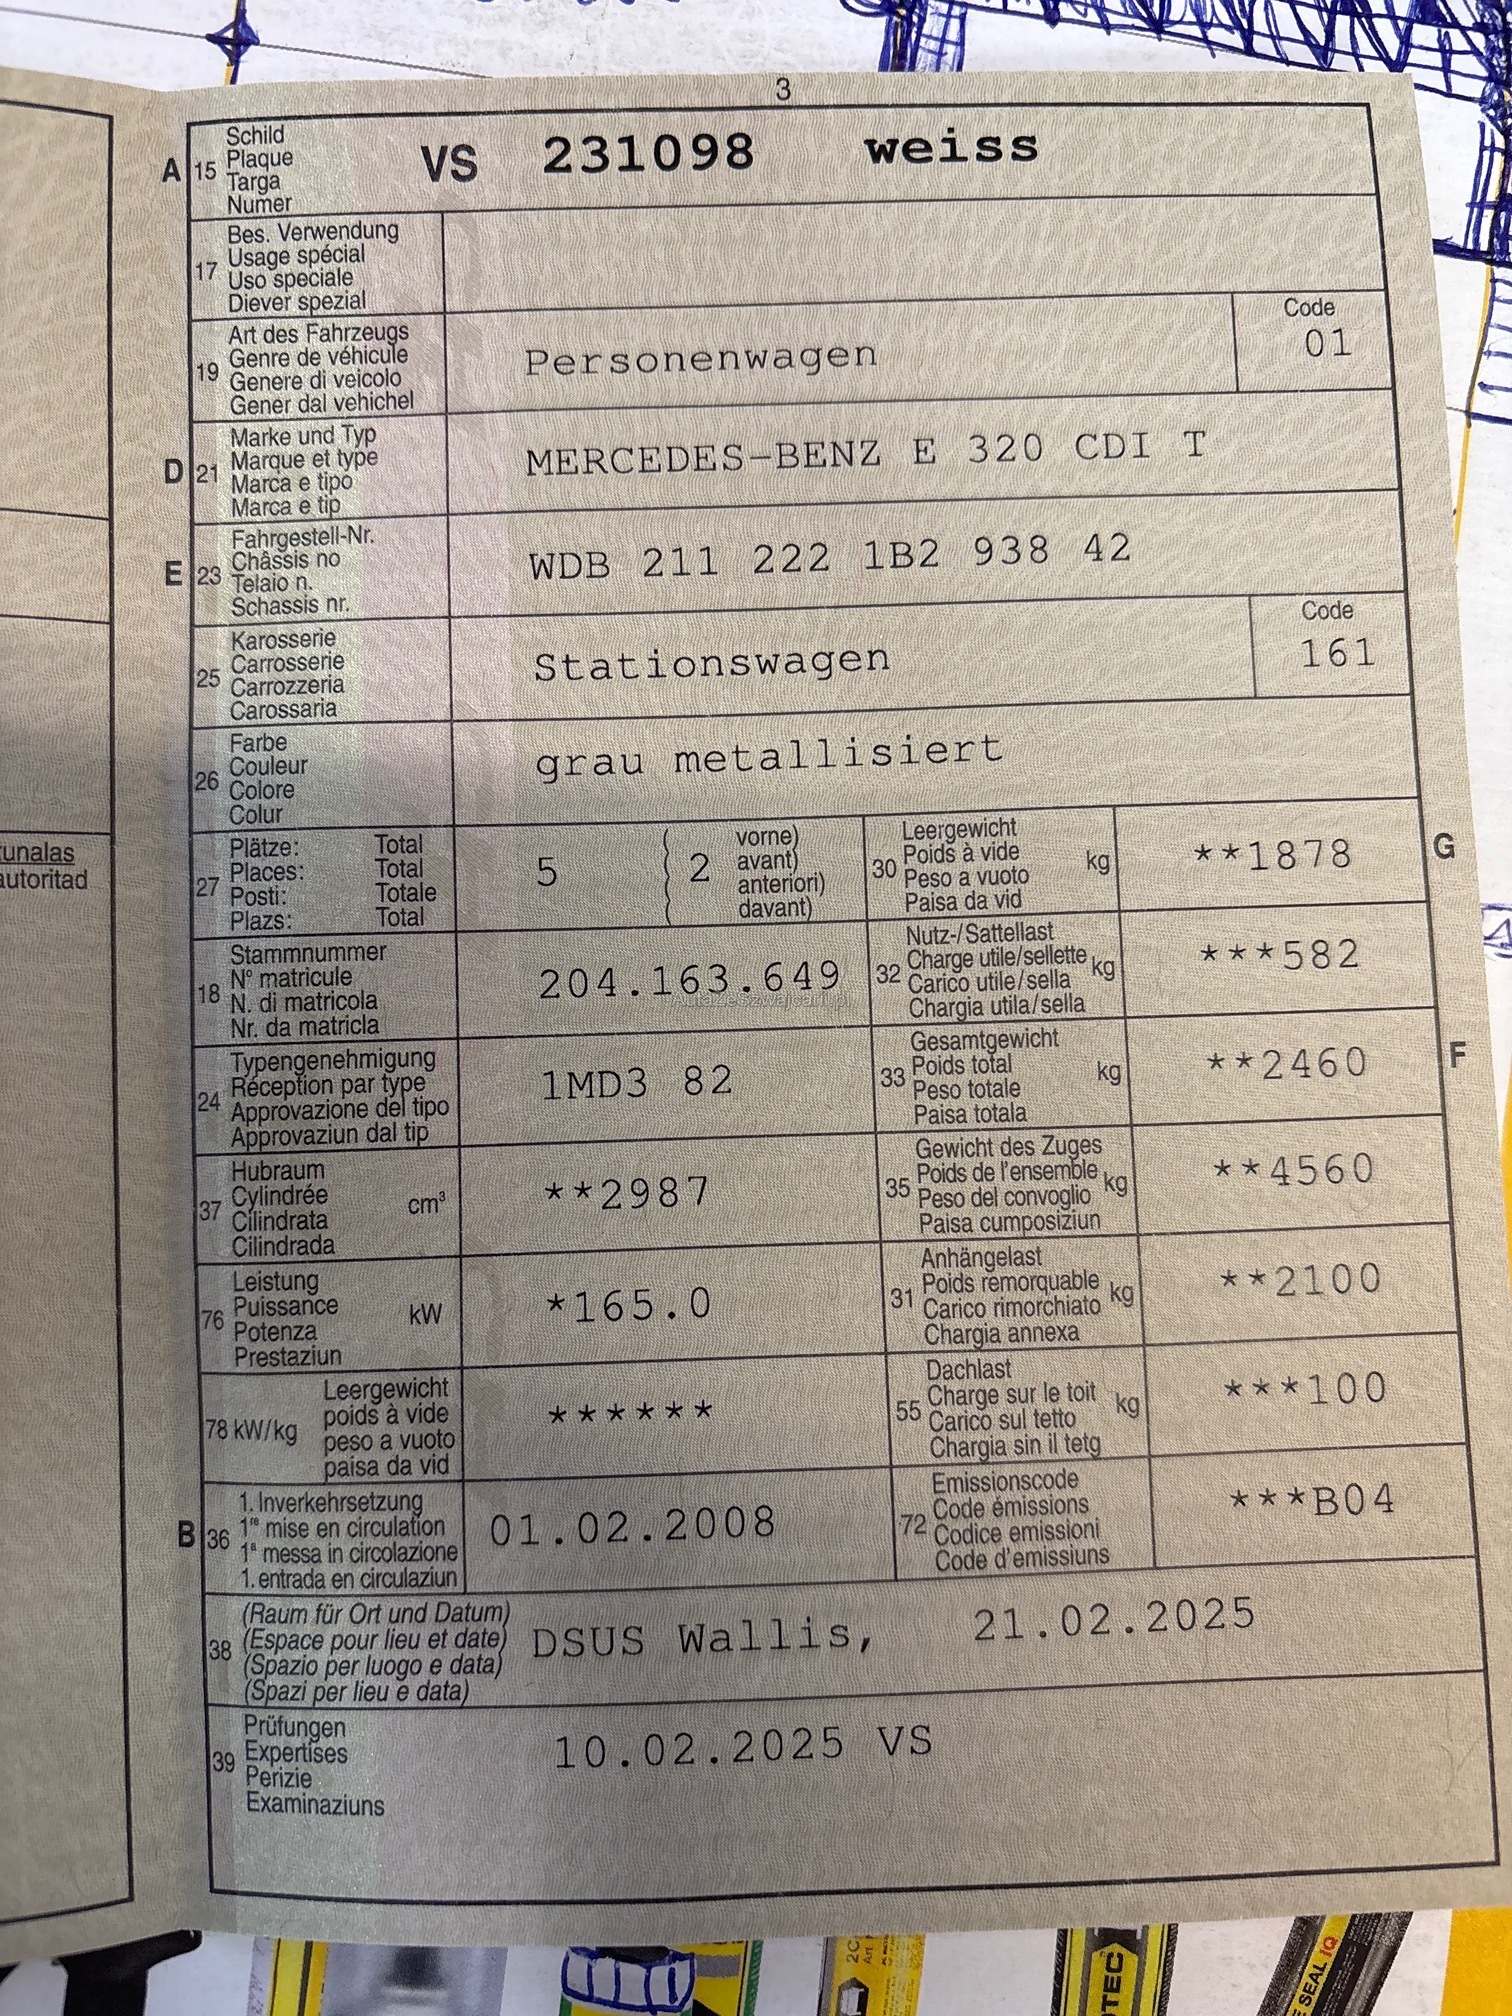 3
A 15 Schild
Plaque
Targa
Numer
VS 231098 weiss
17 Bes. Verwendung
Usage spécial
Uso speciale
Diever spezial
19 Art des Fahrzeugs
Genre de véhicule
Genere di veicolo
Gener dal vehichel
Personenwagen
Code
01
D 21 Marke und Typ
Marque et type
Marca e tipo
Marca e tip
MERCEDES-BENZ E 320 CDI T
E 23 Fahrgestell-Nr.
Châssis no
Telaio n.
Schassis nr.
WDB 211 222 1B2 938 42
25 Karosserie
Carrosserie
Carrozzeria
Carossaria
Stationswagen
Code
161
26 Farbe
Couleur
Colore
Colur
grau metallisiert
27 Plätze: Total
Places: Total
Posti: Totale
Plazs: Total
5 ( 2 vorne)
avant)
anteriori)
davant)
30 Leergewicht
Poids à vide
Peso a vuoto
Paisa da vid
kg
**1878
G
18 Stammnummer
N° matricule
N. di matricola
Nr. da matricla
204.163.649
AutaZeSzwajcarii.pl
32 Nutz-/Sattellast
Charge utile/sellette
Carico utile/sella
Chargia utila/sella
kg
***582
24 Typengenehmigung
Réception par type
Approvazione del tipo
Approvaziun dal tip
1MD3 82
33 Gesamtgewicht
Poids total
Peso totale
Paisa totala
kg
**2460
F
37 Hubraum
Cylindrée
Cilindrata
Cilindrada
cm³
**2987
35 Gewicht des Zuges
Poids de l'ensemble
Peso del convoglio
Paisa cumposiziun
kg
**4560
76 Leistung
Puissance
Potenza
Prestaziun
kW
*165.0
31 Anhängelast
Poids remorquable
Carico rimorchiato
Chargia annexa
kg
**2100
78 kW/kg
Leergewicht
poids à vide
peso a vuoto
paisa da vid
******
55 Dachlast
Charge sur le toit
Carico sul tetto
Chargia sin il tetg
kg
***100
B 36 1. Inverkehrsetzung
1re mise en circulation
1a messa in circolazione
1. entrada en circulaziun
01.02.2008
72 Emissionscode
Code émissions
Codice emissioni
Code d'emissiuns
***B04
38 (Raum für Ort und Datum)
(Espace pour lieu et date)
(Spazio per luogo e data)
(Spazi per lieu e data)
DSUS Wallis, 21.02.2025
39 Prüfungen
Expertises
Perizie
Examinaziuns
10.02.2025 VS
unalas
autoritad
2C
Art.
TEC
SEAL IQ